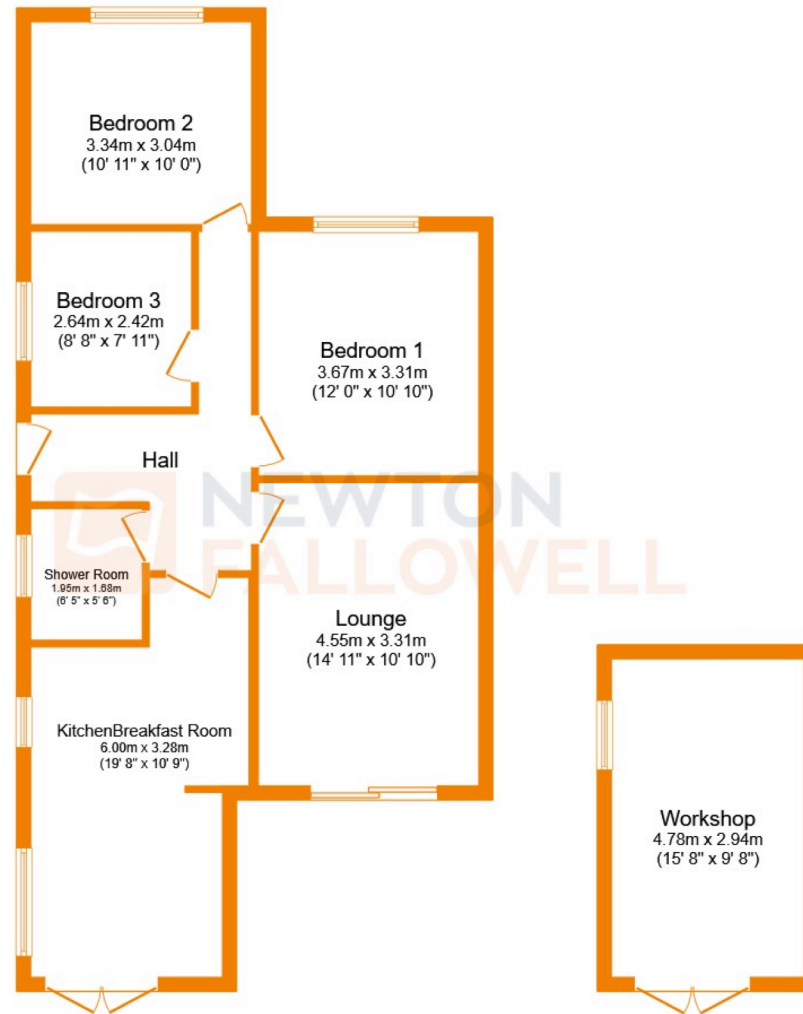 Bedroom 2
3.34m x 3.04m
(10' 11" x 10' 0")
Bedroom 3
2.64m x 2.42m
(8' 8" x 7' 11")
Bedroom 1
3.67m x 3.31m
(12' 0" x 10' 10")
Hall
NEWTON
FALLOWELL
Shower Room
1.95m x 1.68m
(6' 5" x 5' 6")
Lounge
4.55m x 3.31m
(14' 11" x 10' 10")
KitchenBreakfast Room
6.00m x 3.28m
(19' 8" x 10' 9")
Workshop
4.78m x 2.94m
(15' 8" x 9' 8")